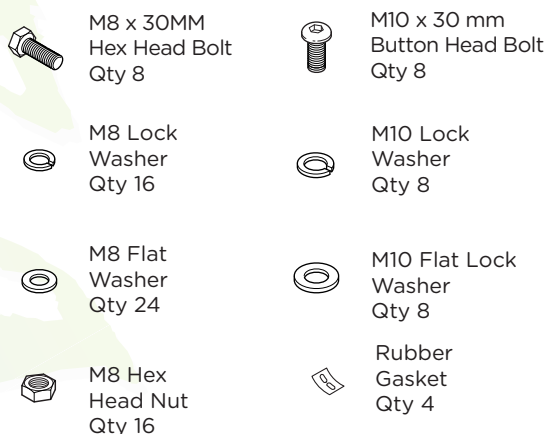 M8 x 30MM
Hex Head Bolt
Qty 8
M10 x 30 mm
Button Head Bolt
Qty 8
M8 Lock
Washer
Qty 16
M10 Lock
Washer
Qty 8
M8 Flat
Washer
Qty 24
M10 Flat Lock
Washer
Qty 8
M8 Hex
Head Nut
Qty 16
Rubber
Gasket
Qty 4